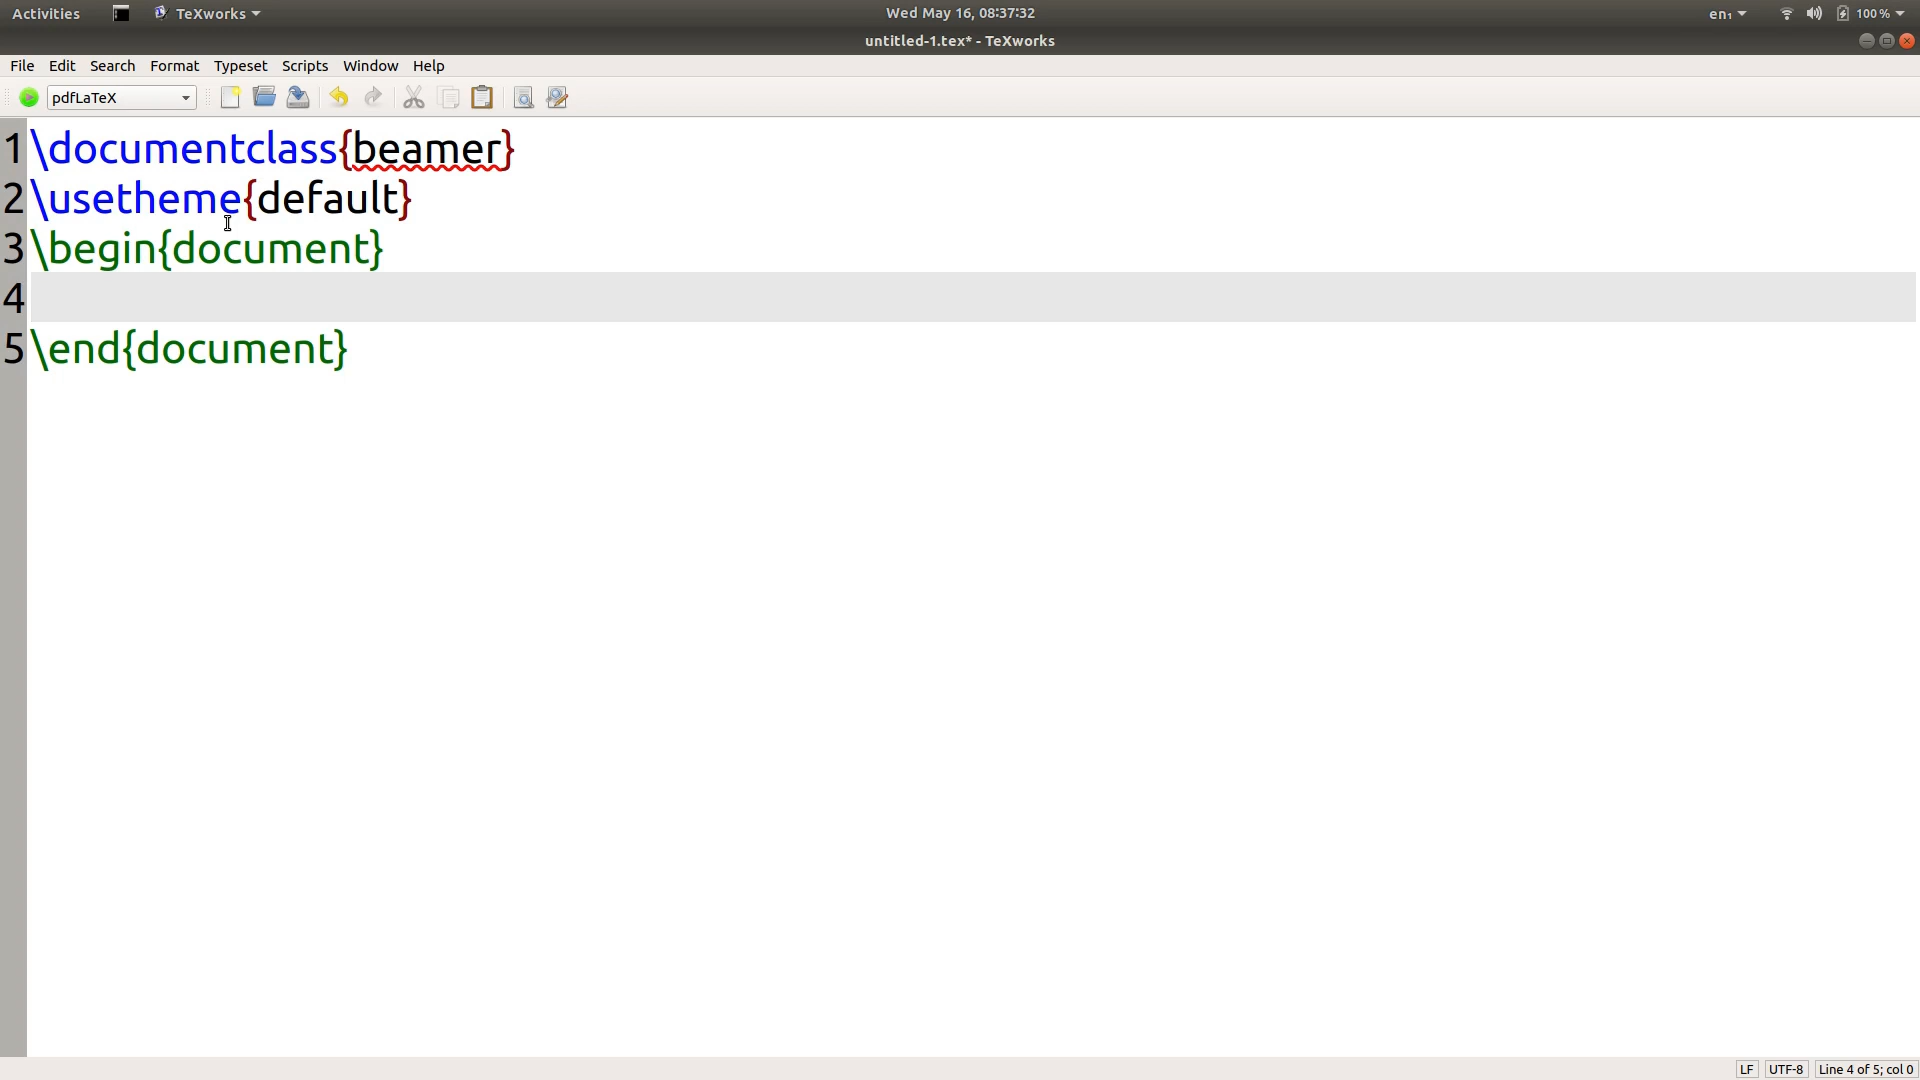 Activities TeXworks Wed May 16, 08:37:32 en₁ 100 %
untitled-1.tex* - TeXworks
File Edit Search Format Typeset Scripts Window Help
pdfLaTeX
1 \documentclass{beamer}
2 \usetheme{default}
3 \begin{document}
4
5 \end{document}
LF UTF-8 Line 4 of 5; col 0